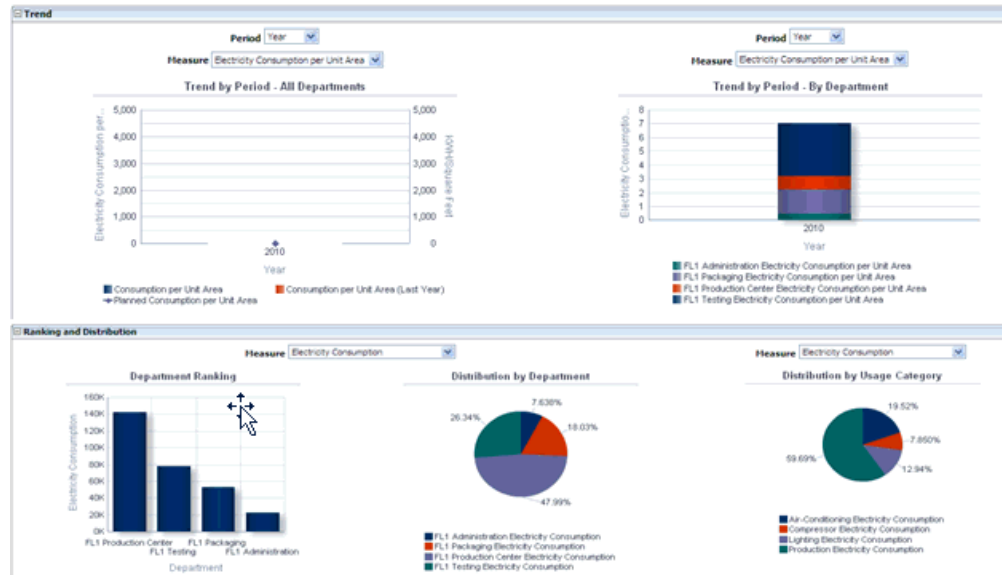 Trend
Period Year
Measure Electricity Consumption per Unit Area
Trend by Period - All Departments
5,000
4,000
3,000
2,000
1,000
0
Electricity Consumption per...
5,000
4,000
3,000
2,000
1,000
0
KWH/Square Feet
2010
Year
Consumption per Unit Area
Consumption per Unit Area (Last Year)
Planned Consumption per Unit Area
Period Year
Measure Electricity Consumption per Unit Area
Trend by Period - By Department
8
7
6
5
4
3
2
1
0
Electricity Consumptio...
2010
Year
FL1 Administration Electricity Consumption per Unit Area
FL1 Packaging Electricity Consumption per Unit Area
FL1 Production Center Electricity Consumption per Unit Area
FL1 Testing Electricity Consumption per Unit Area
Ranking and Distribution
Measure Electricity Consumption
Department Ranking
160K
140K
120K
100K
80K
60K
40K
20K
0K
Electricity Consumption
FL1 Production Center
FL1 Testing
FL1 Packaging
FL1 Administration
Department
Distribution by Department
7.638%
18.03%
47.99%
26.34%
FL1 Administration Electricity Consumption
FL1 Packaging Electricity Consumption
FL1 Production Center Electricity Consumption
FL1 Testing Electricity Consumption
Measure Electricity Consumption
Distribution by Usage Category
19.52%
7.850%
12.94%
59.69%
Air-Conditioning Electricity Consumption
Compressor Electricity Consumption
Lighting Electricity Consumption
Production Electricity Consumption